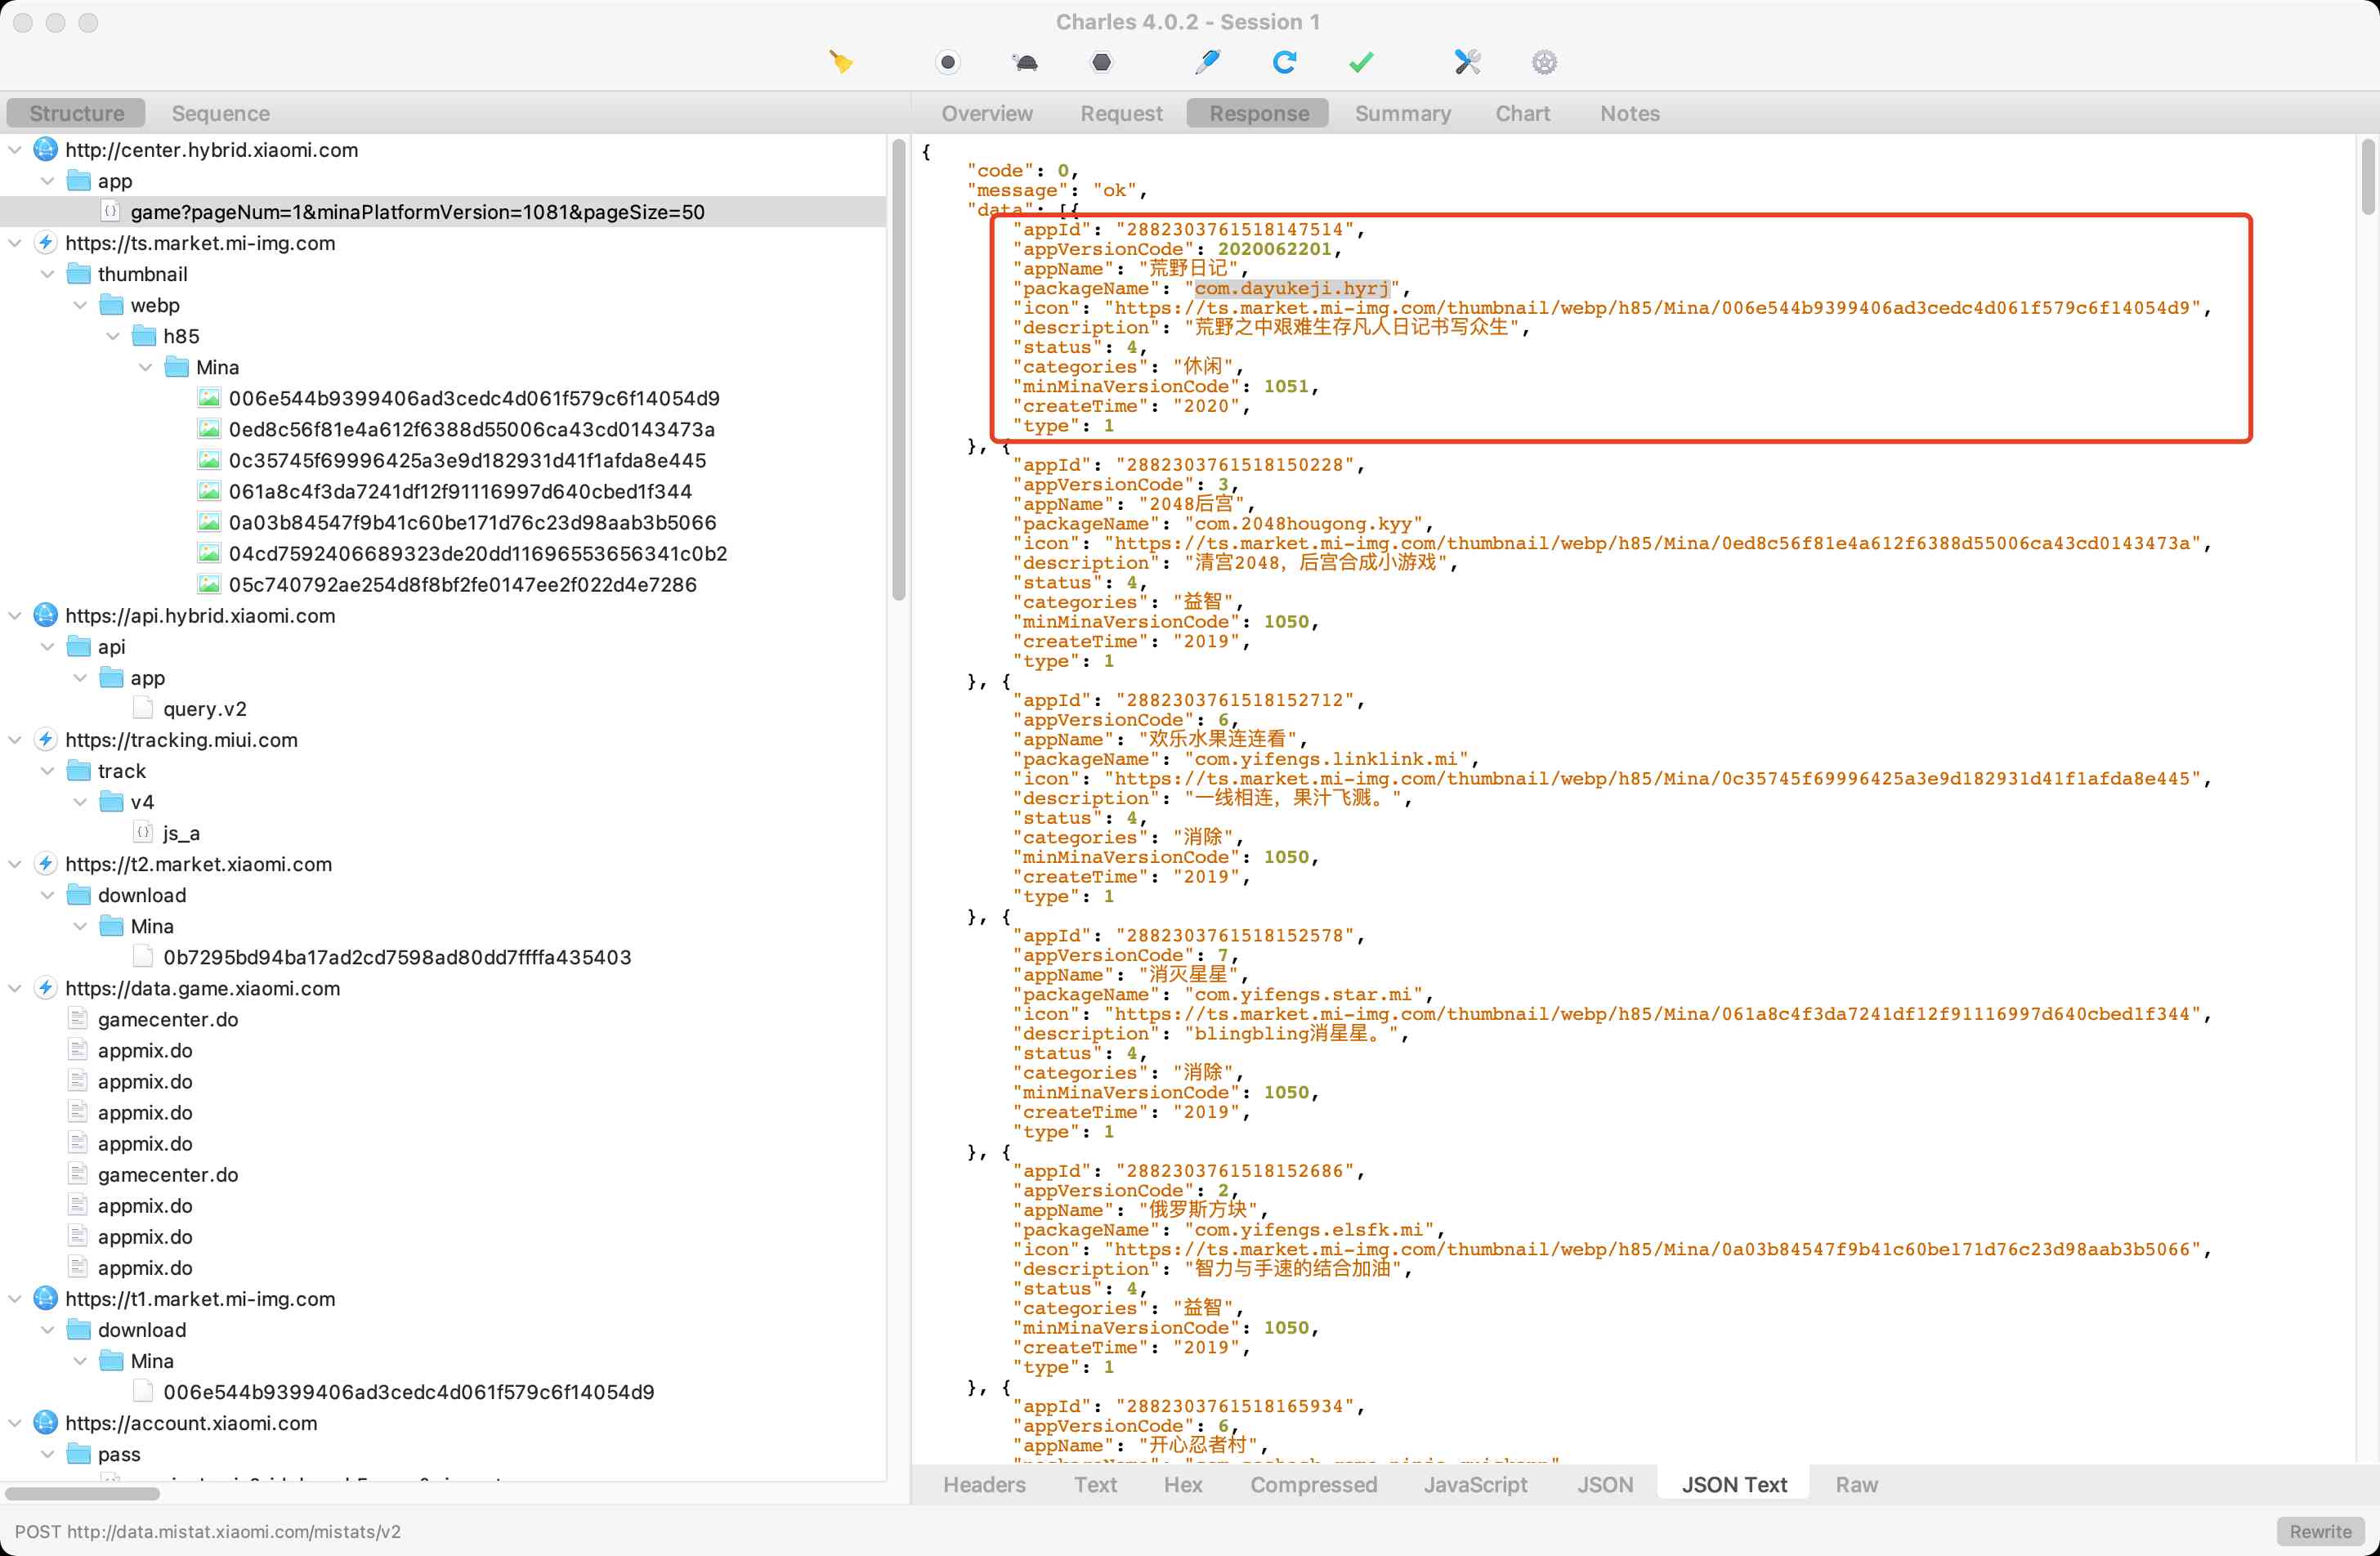 Charles 4.0.2 - Session 1
Structure Sequence
Overview Request Response Summary Chart Notes
http://center.hybrid.xiaomi.com
app
game?pageNum=1&minaPlatformVersion=1081&pageSize=50
https://ts.market.mi-img.com
thumbnail
webp
h85
Mina
006e544b9399406ad3cedc4d061f579c6f14054d9
0ed8c56f81e4a612f6388d55006ca43cd0143473a
0c35745f69996425a3e9d182931d41f1afda8e445
061a8c4f3da7241df12f91116997d640cbed1f344
0a03b84547f9b41c60be171d76c23d98aab3b5066
04cd7592406689323de20dd11696553656341c0b2
05c740792ae254d8f8bf2fe0147ee2f022d4e7286
https://api.hybrid.xiaomi.com
api
app
query.v2
https://tracking.miui.com
track
v4
js_a
https://t2.market.xiaomi.com
download
Mina
0b7295bd94ba17ad2cd7598ad80dd7ffffa435403
https://data.game.xiaomi.com
gamecenter.do
appmix.do
appmix.do
appmix.do
appmix.do
gamecenter.do
appmix.do
appmix.do
appmix.do
https://t1.market.mi-img.com
download
Mina
006e544b9399406ad3cedc4d061f579c6f14054d9
https://account.xiaomi.com
pass
{
"code": 0,
"message": "ok",
"data": [{
"appId": "2882303761518147514",
"appVersionCode": 2020062201,
"appName": "荒野日记",
"packageName": "com.dayukeji.hyrj",
"icon": "https://ts.market.mi-img.com/thumbnail/webp/h85/Mina/006e544b9399406ad3cedc4d061f579c6f14054d9",
"description": "荒野之中艰难生存凡人日记书写众生",
"status": 4,
"categories": "休闲",
"minMinaVersionCode": 1051,
"createTime": "2020",
"type": 1
}, {
"appId": "2882303761518150228",
"appVersionCode": 3,
"appName": "2048后宫",
"packageName": "com.2048hougong.kyy",
"icon": "https://ts.market.mi-img.com/thumbnail/webp/h85/Mina/0ed8c56f81e4a612f6388d55006ca43cd0143473a",
"description": "清宫2048，后宫合成小游戏",
"status": 4,
"categories": "益智",
"minMinaVersionCode": 1050,
"createTime": "2019",
"type": 1
}, {
"appId": "2882303761518152712",
"appVersionCode": 6,
"appName": "欢乐水果连连看",
"packageName": "com.yifengs.linklink.mi",
"icon": "https://ts.market.mi-img.com/thumbnail/webp/h85/Mina/0c35745f69996425a3e9d182931d41f1afda8e445",
"description": "一线相连，果汁飞溅。",
"status": 4,
"categories": "消除",
"minMinaVersionCode": 1050,
"createTime": "2019",
"type": 1
}, {
"appId": "2882303761518152578",
"appVersionCode": 7,
"appName": "消灭星星",
"packageName": "com.yifengs.star.mi",
"icon": "https://ts.market.mi-img.com/thumbnail/webp/h85/Mina/061a8c4f3da7241df12f91116997d640cbed1f344",
"description": "blingbling消星星。",
"status": 4,
"categories": "消除",
"minMinaVersionCode": 1050,
"createTime": "2019",
"type": 1
}, {
"appId": "2882303761518152686",
"appVersionCode": 2,
"appName": "俄罗斯方块",
"packageName": "com.yifengs.elsfk.mi",
"icon": "https://ts.market.mi-img.com/thumbnail/webp/h85/Mina/0a03b84547f9b41c60be171d76c23d98aab3b5066",
"description": "智力与手速的结合加油",
"status": 4,
"categories": "益智",
"minMinaVersionCode": 1050,
"createTime": "2019",
"type": 1
}, {
"appId": "2882303761518165934",
"appVersionCode": 6,
"appName": "开心忍者村",
Headers Text Hex Compressed JavaScript JSON JSON Text Raw
POST http://data.mistat.xiaomi.com/mistats/v2
Rewrite